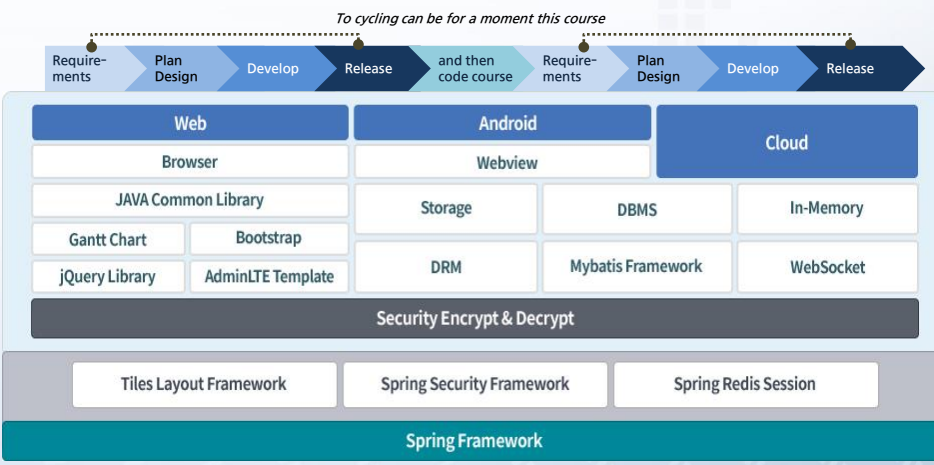 To cycling can be for a moment this course
Require-
ments
Plan
Design
Develop
Release
and then
code course
Require-
ments
Plan
Design
Develop
Release
Web
Android
Cloud
Browser
Webview
JAVA Common Library
Storage
DBMS
In-Memory
Gantt Chart
Bootstrap
jQuery Library
AdminLTE Template
DRM
Mybatis Framework
WebSocket
Security Encrypt & Decrypt
Tiles Layout Framework
Spring Security Framework
Spring Redis Session
Spring Framework